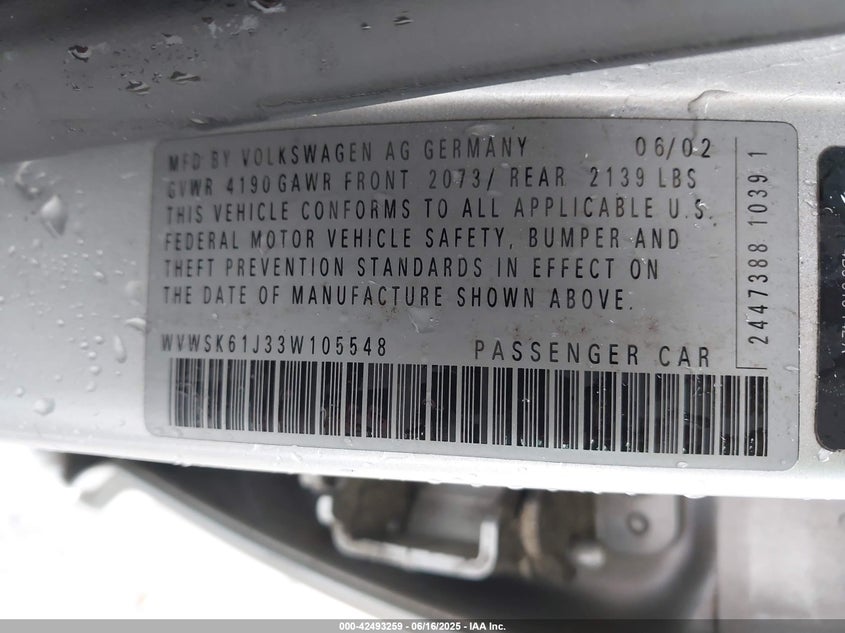 MFD BY VOLKSWAGEN AG GERMANY 06/02
GVWR 4190 GAWR FRONT 2073/ REAR 2139 LBS
THIS VEHICLE CONFORMS TO ALL APPLICABLE U.S.
FEDERAL MOTOR VEHICLE SAFETY, BUMPER AND
THEFT PREVENTION STANDARDS IN EFFECT ON
THE DATE OF MANUFACTURE SHOWN ABOVE.
WVWSK61J33W105548 PASSENGER CAR
2447388 10391
000-42493259 - 06/16/2025 - IAA Inc.